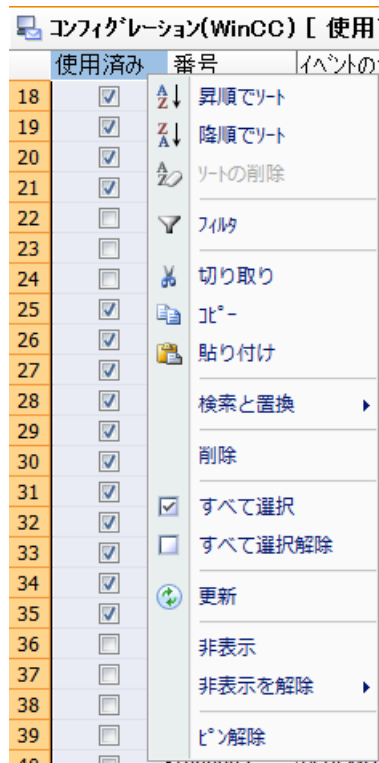 コンフィグレーション(WinCC) [ 使用
使用済み 番号 イベントの
18 昇順でソート
19 降順でソート
20
21 ソートの削除
22 フィルタ
23
24 切り取り
25 コピー
26 貼り付け
27
28 検索と置換
29
30 削除
31 すべて選択
32
33 すべて選択解除
34 更新
35
36 非表示
37 非表示を解除
38
39 ピン解除